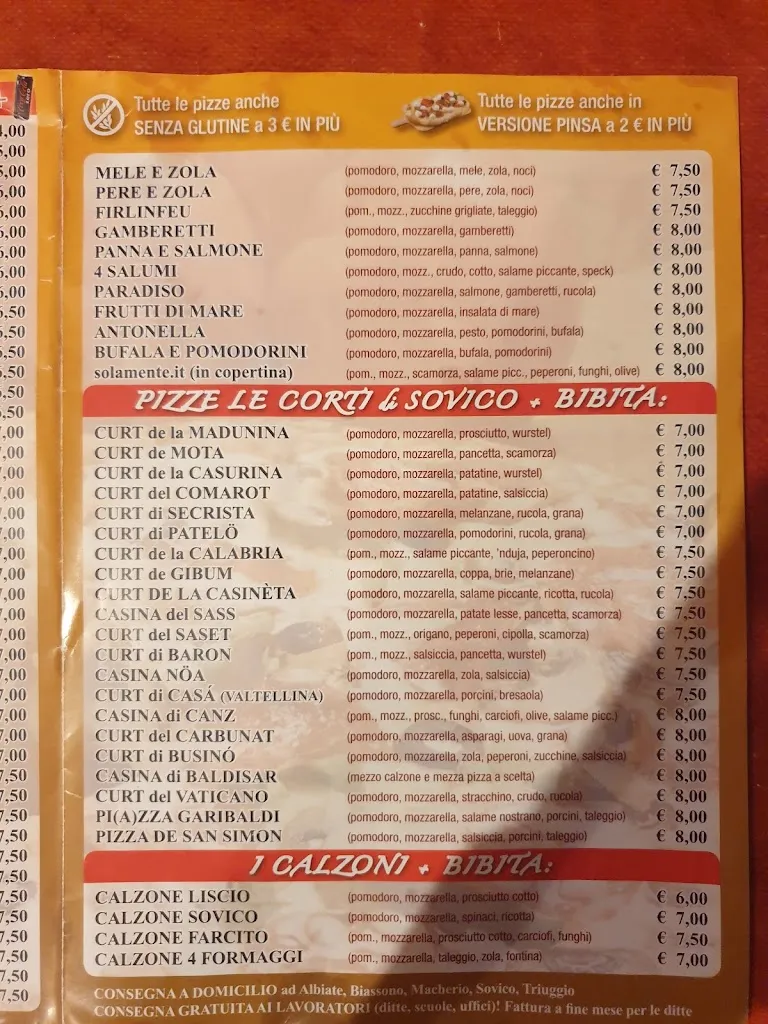 Tutte le pizze anche
SENZA GLUTINE a 3 € IN PIÙ
Tutte le pizze anche in
VERSIONE PINSA a 2 € IN PIÙ
MELE E ZOLA (pomodoro, mozzarella, mele, zola, noci) € 7,50
PERE E ZOLA (pomodoro, mozzarella, pere, zola, noci) € 7,50
FIRLINFEU (pom., mozz., zucchine grigliate, taleggio) € 7,50
GAMBERETTI (pomodoro, mozzarella, gamberetti) € 8,00
PANNA E SALMONE (pomodoro, mozzarella, panna, salmone) € 8,00
4 SALUMI (pomodoro, mozz., crudo, cotto, salame piccante, speck) € 8,00
PARADISO (pomodoro, mozzarella, salmone, gamberetti, rucola) € 8,00
FRUTTI DI MARE (pomodoro, mozzarella, insalata di mare) € 8,00
ANTONELLA (pomodoro, mozzarella, pesto, pomodorini, bufala) € 8,00
BUFALA E POMODORINI (pomodoro, mozzarella, bufala, pomodorini) € 8,00
solamente.it (in copertina) (pom., mozz., scamorza, salame picc., peperoni, funghi, olive) € 8,00
PIZZE LE CORTI di SOVICO + BIBITA:
CURT de la MADUNINA (pomodoro, mozzarella, prosciutto, wurstel) € 7,00
CURT de MOTA (pomodoro, mozzarella, pancetta, scamorza) € 7,00
CURT de la CASURINA (pomodoro, mozzarella, patatine, wurstel) € 7,00
CURT del COMAROT (pomodoro, mozzarella, patatine, salsiccia) € 7,00
CURT di SECRISTA (pomodoro, mozzarella, melanzane, rucola, grana) € 7,00
CURT di PATELÖ (pomodoro, mozzarella, pomodorini, rucola, grana) € 7,00
CURT de la CALABRIA (pom., mozz., salame piccante, 'nduja, peperoncino) € 7,50
CURT de GIBUM (pomodoro, mozzarella, coppa, brie, melanzane) € 7,50
CURT DE LA CASINÈTA (pomodoro, mozzarella, salame piccante, ricotta, rucola) € 7,50
CASINA del SASS (pomodoro, mozzarella, patate lesse, pancetta, scamorza) € 7,50
CURT del SASET (pom., mozz., origano, peperoni, cipolla, scamorza) € 7,50
CURT di BARON (pom., mozz., salsiccia, pancetta, wurstel) € 7,50
CASINA NÖA (pomodoro, mozzarella, zola, salsiccia) € 7,50
CURT di CASÁ (VALTELLINA) (pomodoro, mozzarella, porcini, bresaola) € 7,50
CASINA di CANZ (pom., mozz., prosc., funghi, carciofi, olive, salame picc.) € 8,00
CURT del CARBUNAT (pomodoro, mozzarella, asparagi, uova, grana) € 8,00
CURT di BUSINÓ (pomodoro, mozzarella, zola, peperoni, zucchine, salsiccia) € 8,00
CASINA di BALDISAR (mezzo calzone e mezza pizza a scelta) € 8,00
CURT del VATICANO (pomodoro, mozzarella, stracchino, crudo, rucola) € 8,00
PI(A)ZZA GARIBALDI (pomodoro, mozzarella, salame nostrano, porcini, taleggio) € 8,00
PIZZA DE SAN SIMON (pomodoro, mozzarella, salsiccia, porcini, taleggio) € 8,00
I CALZONI + BIBITA:
CALZONE LISCIO (pomodoro, mozzarella, prosciutto cotto) € 6,00
CALZONE SOVICO (pomodoro, mozzarella, spinaci, ricotta) € 7,00
CALZONE FARCITO (pom., mozzarella, prosciutto cotto, carciofi, funghi) € 7,50
CALZONE 4 FORMAGGI (pom., mozzarella, taleggio, zola, fontina) € 7,00
CONSEGNA A DOMICILIO ad Albiate, Biassono, Macherio, Sovico, Triuggio
CONSEGNA GRATUITA AI LAVORATORI (ditte, scuole, uffici)! Fattura a fine mese per le ditte